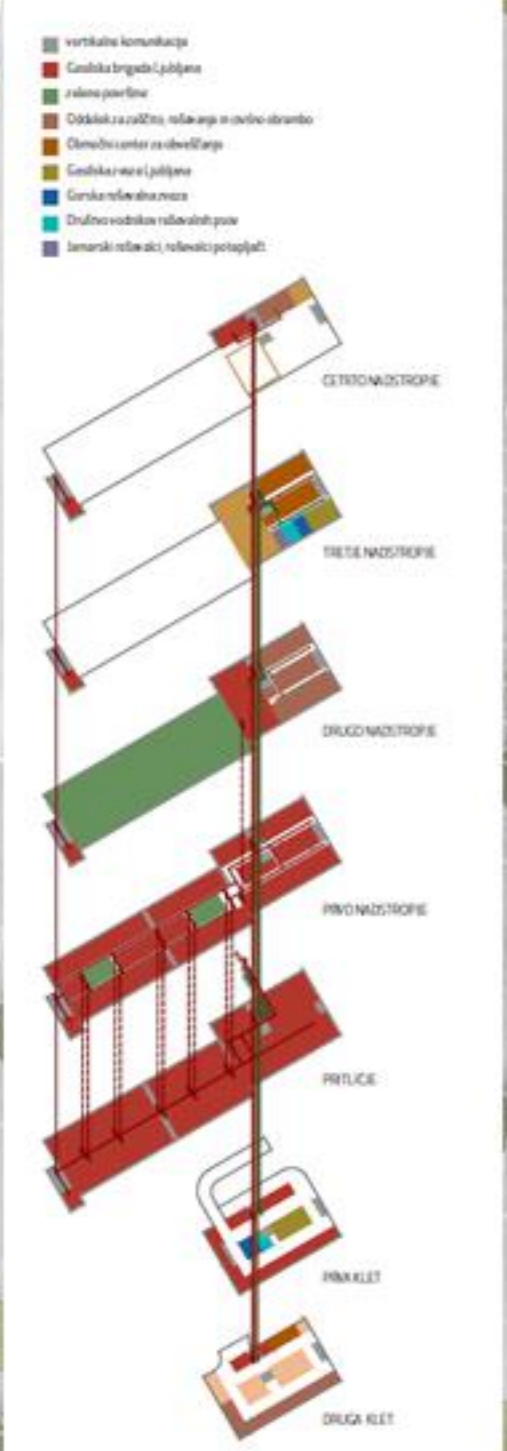 vertikalne komunikacije
Gasilska brigada Ljubljana
zelene površine
Oddelek za zaščito, reševanje in civilno obrambo
Območni center za obveščanje
Gasilska zveza Ljubljana
Gorska reševalna zveza
Društvo vodnikov reševalnih psov
Jamarski reševalci, reševalci potapljači
ČETRTO NADSTROPJE
TRETJE NADSTROPJE
DRUGO NADSTROPJE
PRVO NADSTROPJE
PRITLIČJE
PRVA KLET
DRUGA KLET